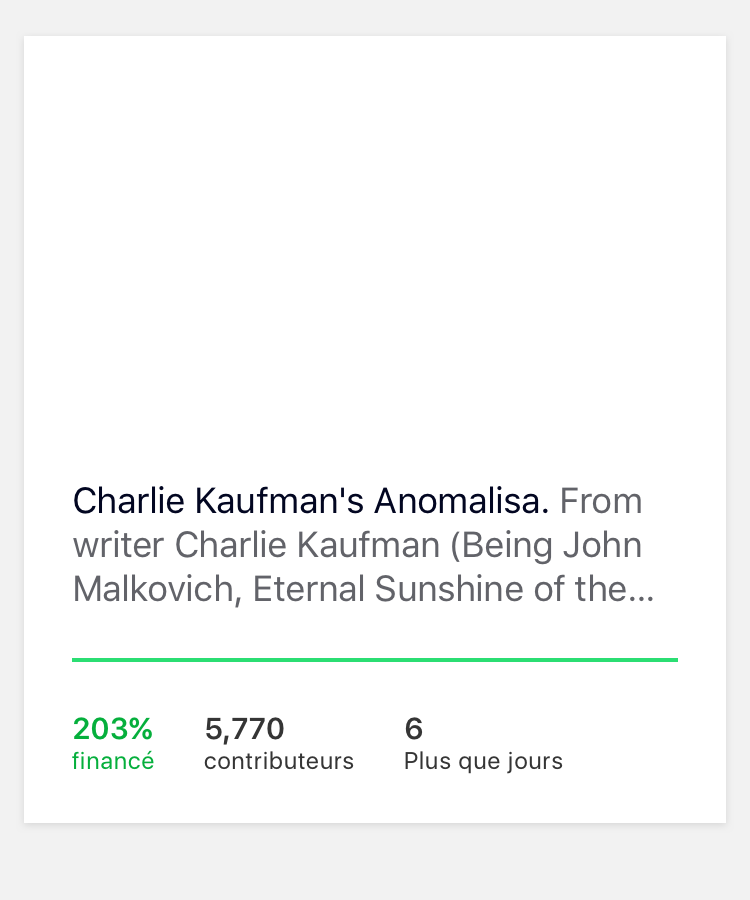 Charlie Kaufman's Anomalisa. From
writer Charlie Kaufman (Being John
Malkovich, Eternal Sunshine of the...
203% 5,770 6
financé contributeurs Plus que jours